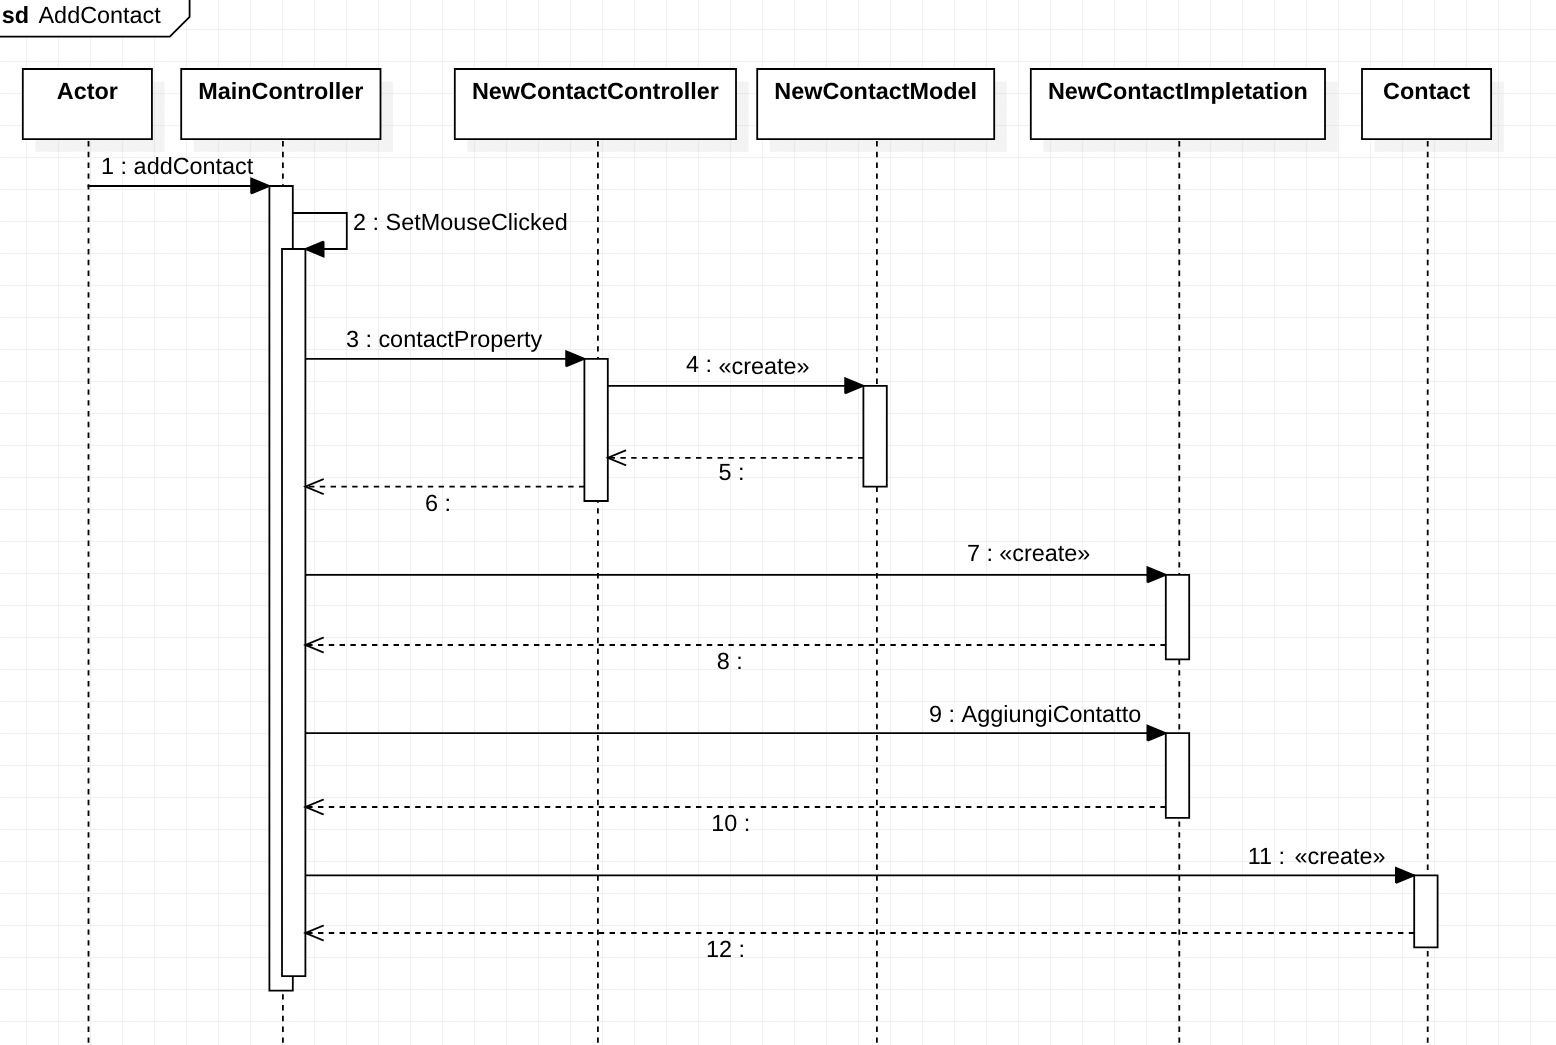 sd AddContact
Actor
MainController
NewContactController
NewContactModel
NewContactImpletation
Contact
1 : addContact
2 : SetMouseClicked
3 : contactProperty
4 : «create»
5 :
6 :
7 : «create»
8 :
9 : AggiungiContatto
10 :
11 : «create»
12 :